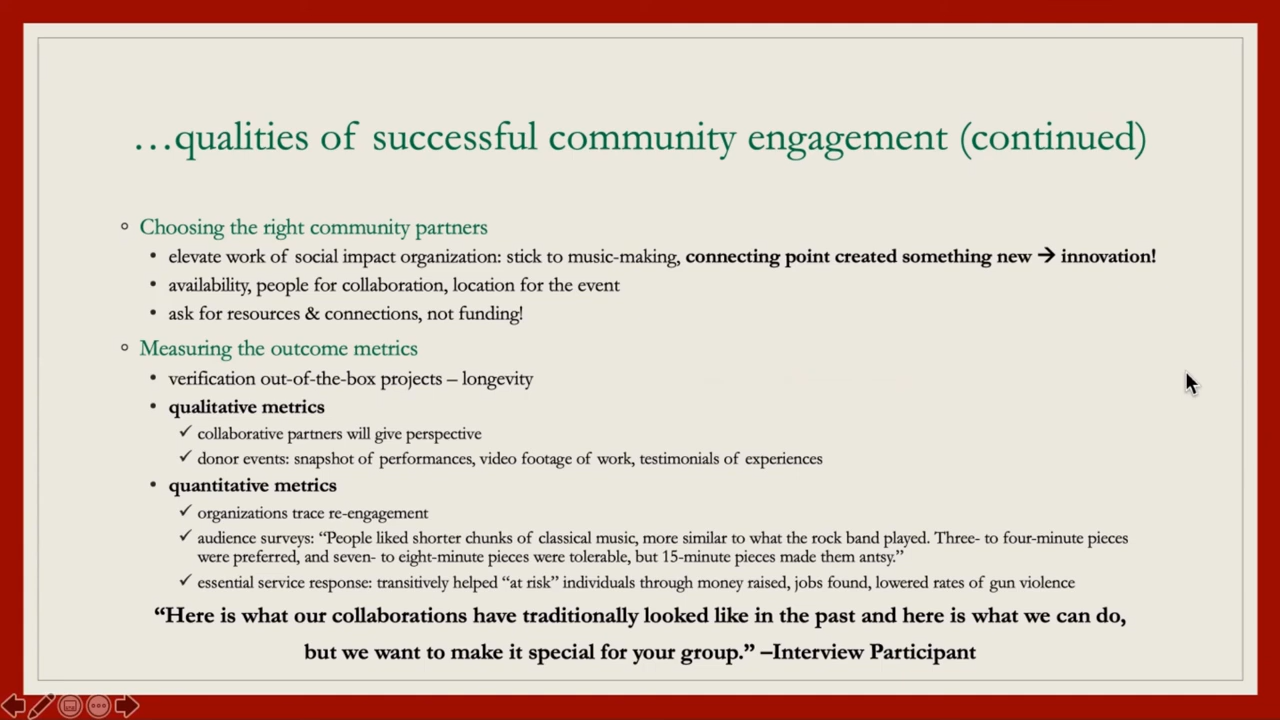 …qualities of successful community engagement (continued)
Choosing the right community partners
elevate work of social impact organization: stick to music-making, connecting point created something new → innovation!
availability, people for collaboration, location for the event
ask for resources & connections, not funding!
Measuring the outcome metrics
verification out-of-the-box projects – longevity
qualitative metrics
collaborative partners will give perspective
donor events: snapshot of performances, video footage of work, testimonials of experiences
quantitative metrics
organizations trace re-engagement
audience surveys: “People liked shorter chunks of classical music, more similar to what the rock band played. Three- to four-minute pieces
were preferred, and seven- to eight-minute pieces were tolerable, but 15-minute pieces made them antsy.”
essential service response: transitively helped “at risk” individuals through money raised, jobs found, lowered rates of gun violence
“Here is what our collaborations have traditionally looked like in the past and here is what we can do,
but we want to make it special for your group.” –Interview Participant